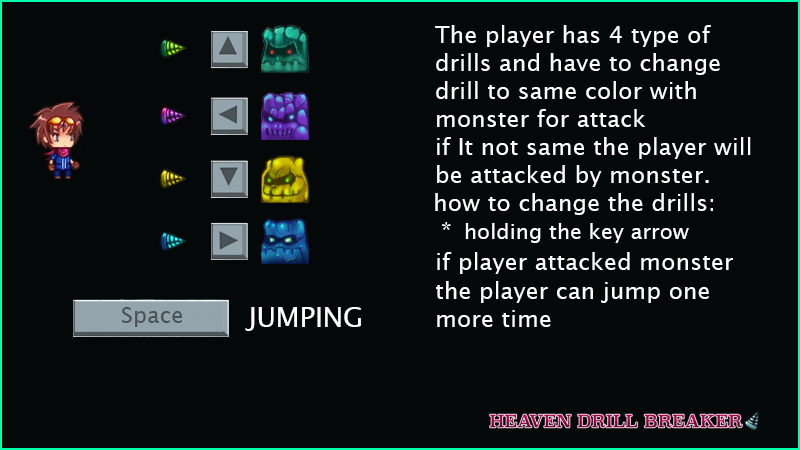 The player has 4 type of
drills and have to change
drill to same color with
monster for attack
if It not same the player will
be attacked by monster.
how to change the drills:
* holding the key arrow
if player attacked monster
the player can jump one
more time
Space
JUMPING
HEAVEN DRILL BREAKER